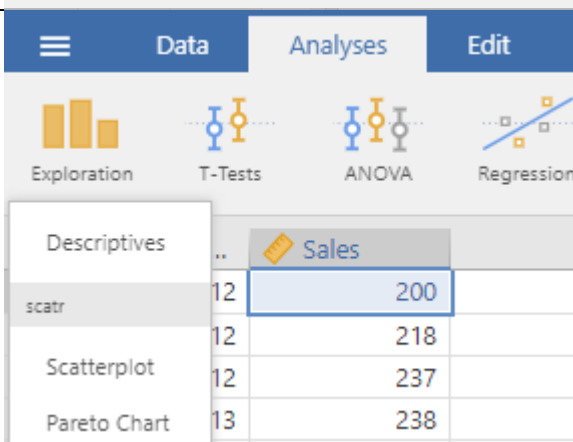 Data Analyses Edit
Exploration T-Tests ANOVA Regression
Descriptives
.. Sales
scatr
12 200
12 218
Scatterplot
12 237
Pareto Chart
13 238